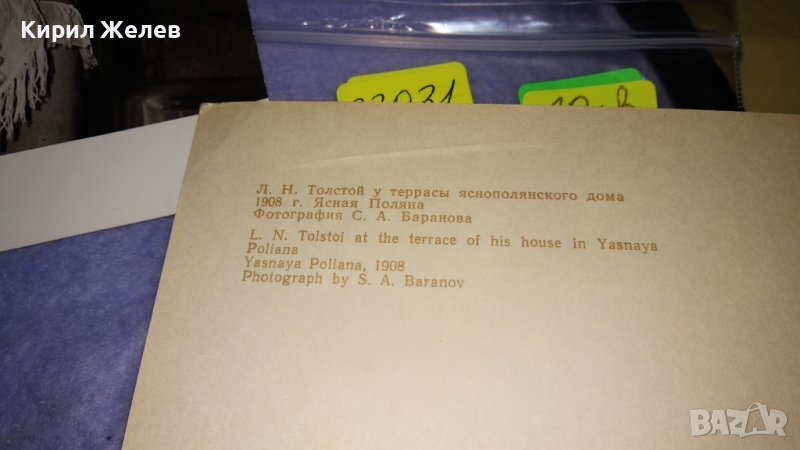 Кирил Желев
Л. Н. Толстой у террасы яснополянского дома
1908 г. Ясная Поляна
Фотография С. А. Баранова
L. N. Tolstoi at the terrace of his house in Yasnaya
Poliana
Yasnaya Poliana, 1908
Photograph by S. A. Baranov
BAZAR